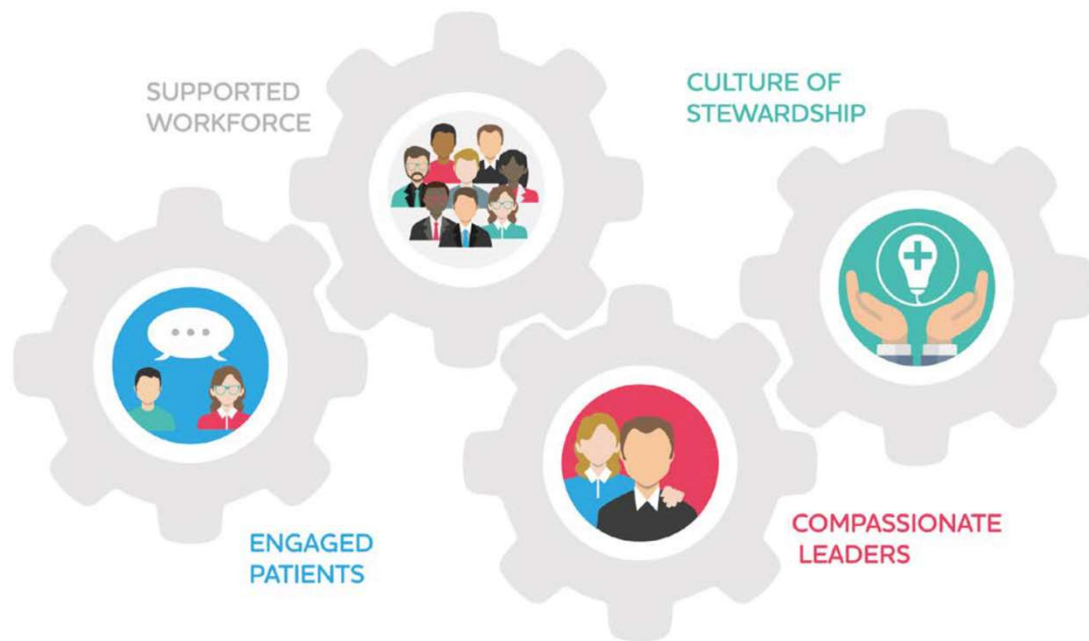 SUPPORTED
WORKFORCE
CULTURE OF
STEWARDSHIP
ENGAGED
PATIENTS
COMPASSIONATE
LEADERS